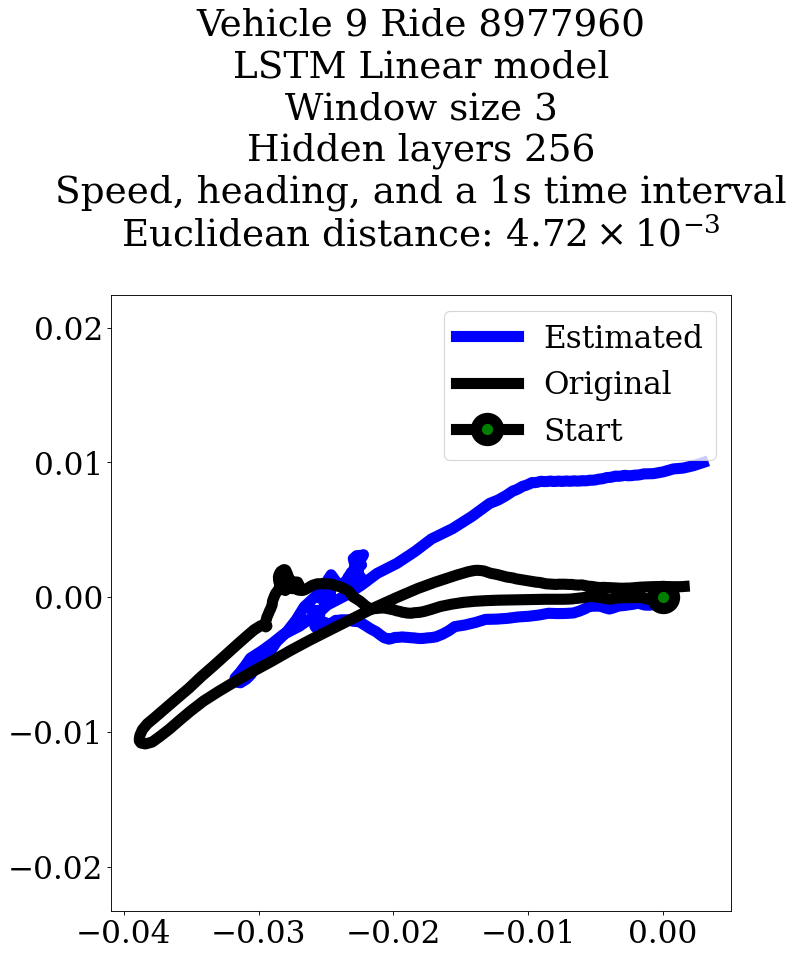 Vehicle 9 Ride 8977960
LSTM Linear model
Window size 3
Hidden layers 256
Speed, heading, and a 1s time interval
Euclidean distance: 4.72 × 10⁻³
Estimated
Original
Start
0.02
0.01
0.00
−0.01
−0.02
−0.04
−0.03
−0.02
−0.01
0.00